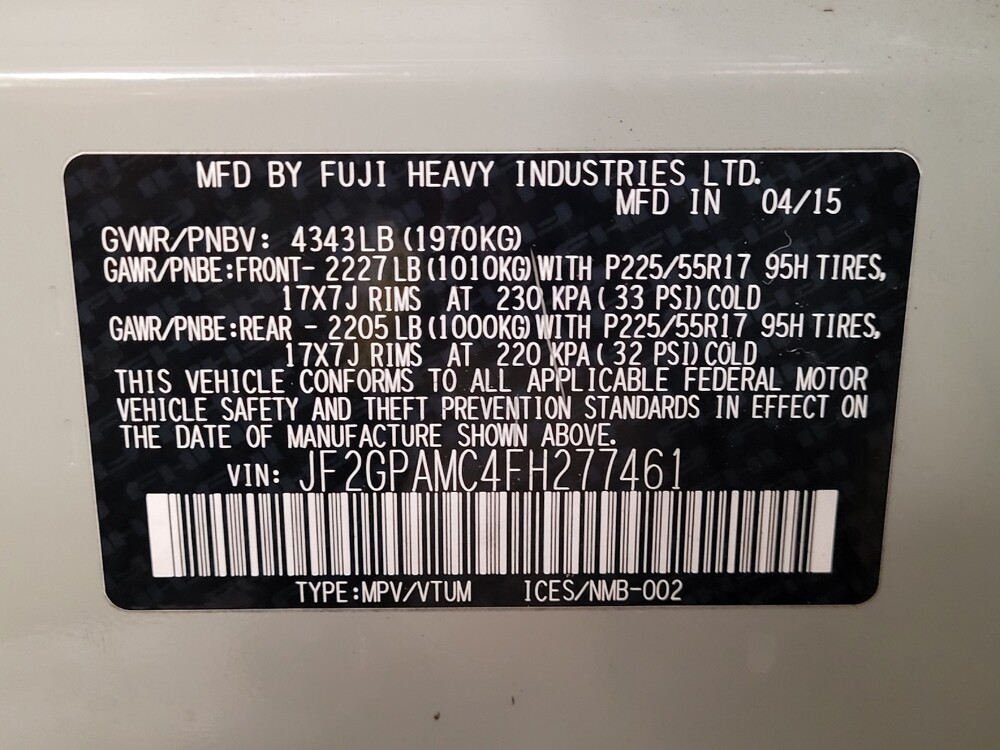 MFD BY FUJI HEAVY INDUSTRIES LTD.
MFD IN 04/15
GVWR/PNBV: 4343LB (1970KG)
GAWR/PNBE:FRONT- 2227LB (1010KG) WITH P225/55R17 95H TIRES,
17X7J RIMS AT 230 KPA ( 33 PSI) COLD
GAWR/PNBE:REAR - 2205LB (1000KG) WITH P225/55R17 95H TIRES,
17X7J RIMS AT 220 KPA ( 32 PSI) COLD
THIS VEHICLE CONFORMS TO ALL APPLICABLE FEDERAL MOTOR
VEHICLE SAFETY AND THEFT PREVENTION STANDARDS IN EFFECT ON
THE DATE OF MANUFACTURE SHOWN ABOVE.
VIN: JF2GPAMC4FH277461
TYPE:MPV/VTUM ICES/NMB-002